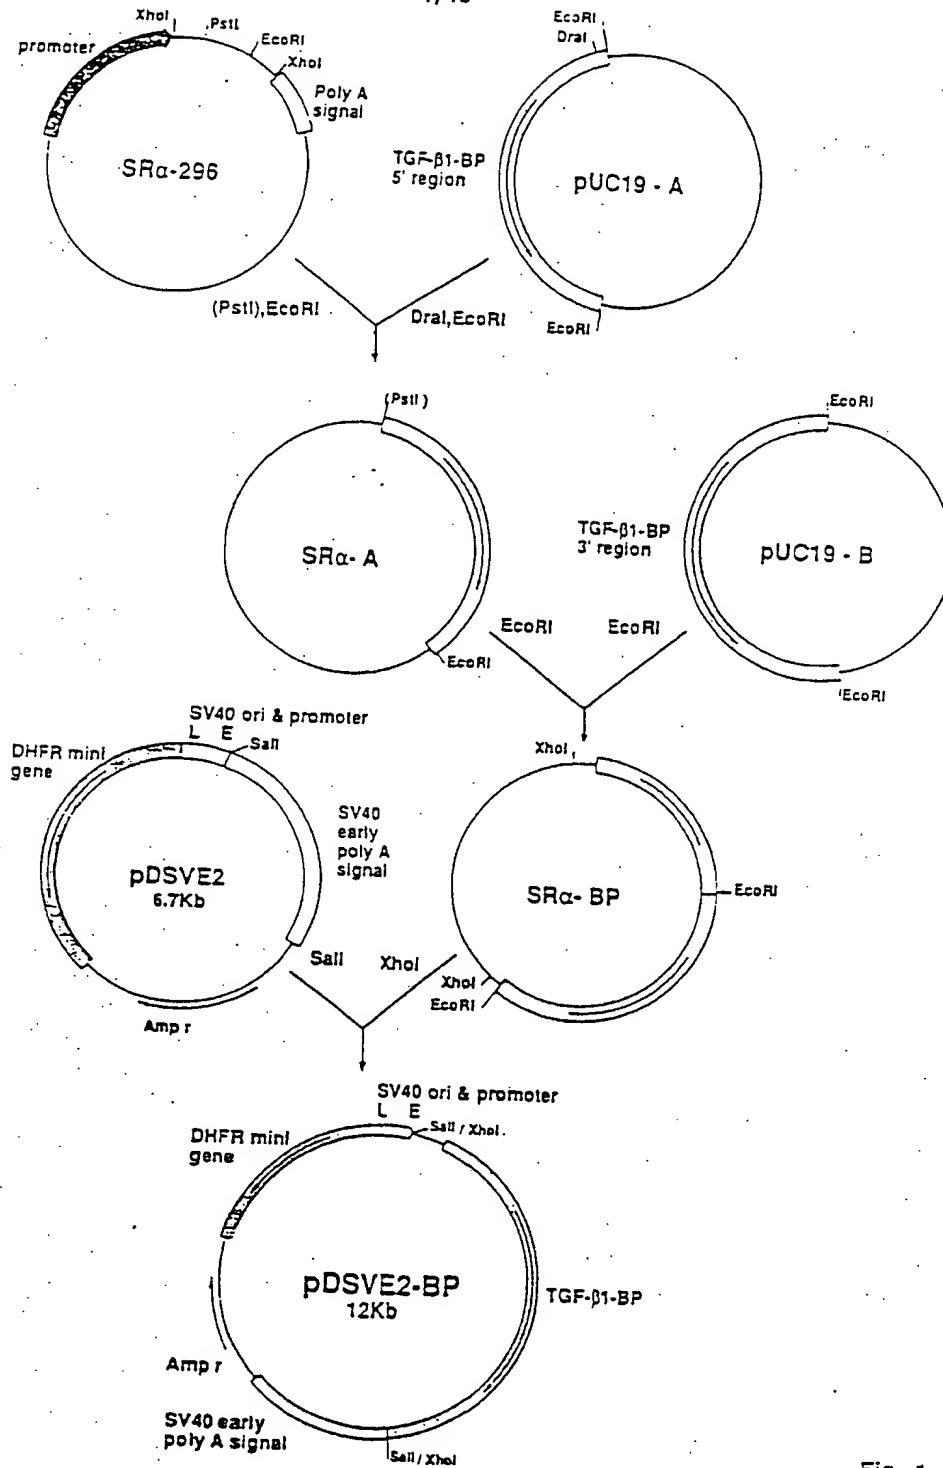 XhoI
PstI
EcoRI
XhoI
promoter
Poly A
signal
SRα-296
EcoRI
DraI
TGF-β1-BP
5' region
pUC19 - A
EcoRI
(PstI),EcoRI
DraI,EcoRI
(PstI)
SRα- A
EcoRI
EcoRI
TGF-β1-BP
3' region
pUC19 - B
EcoRI
EcoRI
EcoRI
SV40 ori & promoter
L E
SalI
DHFR mini
gene
SV40
early
poly A
signal
pDSVE2
6.7Kb
Amp r
SalI
XhoI
XhoI
SRα- BP
EcoRI
XhoI
EcoRI
SV40 ori & promoter
L E
SalI / XhoI
DHFR mini
gene
pDSVE2-BP
12Kb
TGF-β1-BP
Amp r
SV40 early
poly A signal
SalI / XhoI